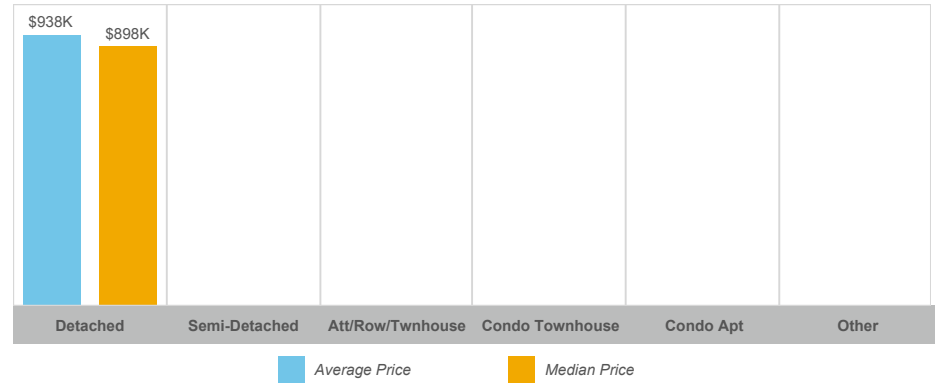 $938K
$898K
Detached Semi-Detached Att/Row/Twnhouse Condo Townhouse Condo Apt Other
Average Price Median Price